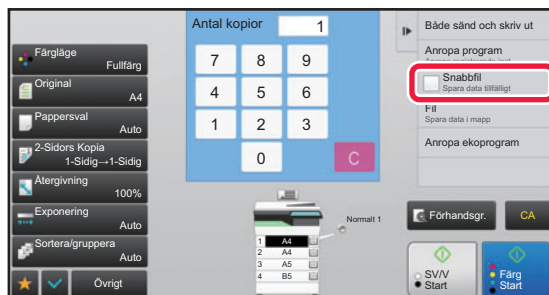 Antal kopior
1
Både sänd och skriv ut
Färgläge
Fullfärg
7 8 9
Anropa program
Original
A4
Snabbfil
Spara data tillfälligt
4 5 6
Pappersval
Auto
1 2 3
Fil
Spara data i mapp
2-Sidors Kopia
1-Sidig→1-Sidig
0
C
Anropa ekoprogram
Återgivning
100%
Exponering
Auto
Normalt 1
Förhandsgr.
CA
Sortera/gruppera
Auto
1 A4
2 A4
3 A5
4 B5
Övrigt
SV/V
Start
Färg
Start